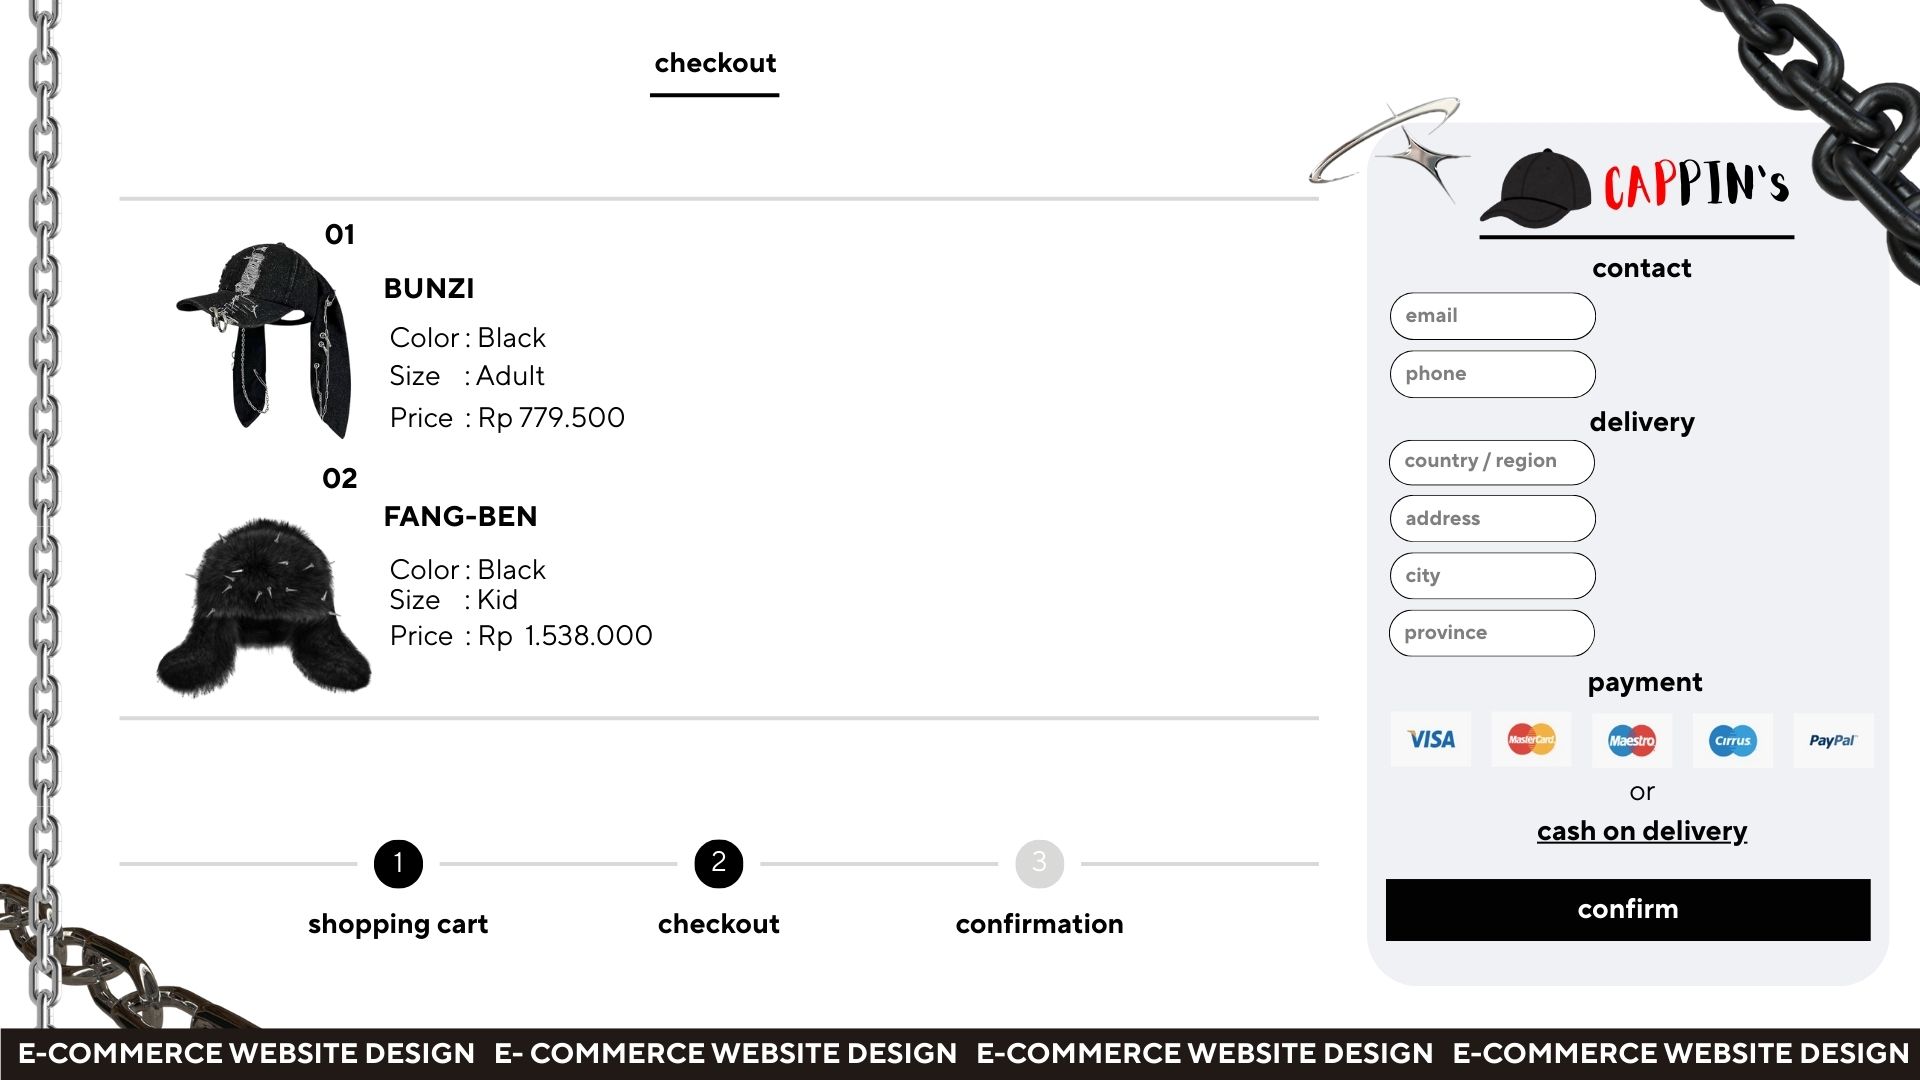 checkout
01
BUNZI
Color : Black
Size : Adult
Price : Rp 779.500
02
FANG-BEN
Color : Black
Size : Kid
Price : Rp 1.538.000
1
2
3
shopping cart
checkout
confirmation
CAPPIN's
contact
email
phone
delivery
country / region
address
city
province
payment
VISA MasterCard Maestro Cirrus PayPal
or
cash on delivery
confirm
E-COMMERCE WEBSITE DESIGN E- COMMERCE WEBSITE DESIGN E-COMMERCE WEBSITE DESIGN E-COMMERCE WEBSITE DESIGN